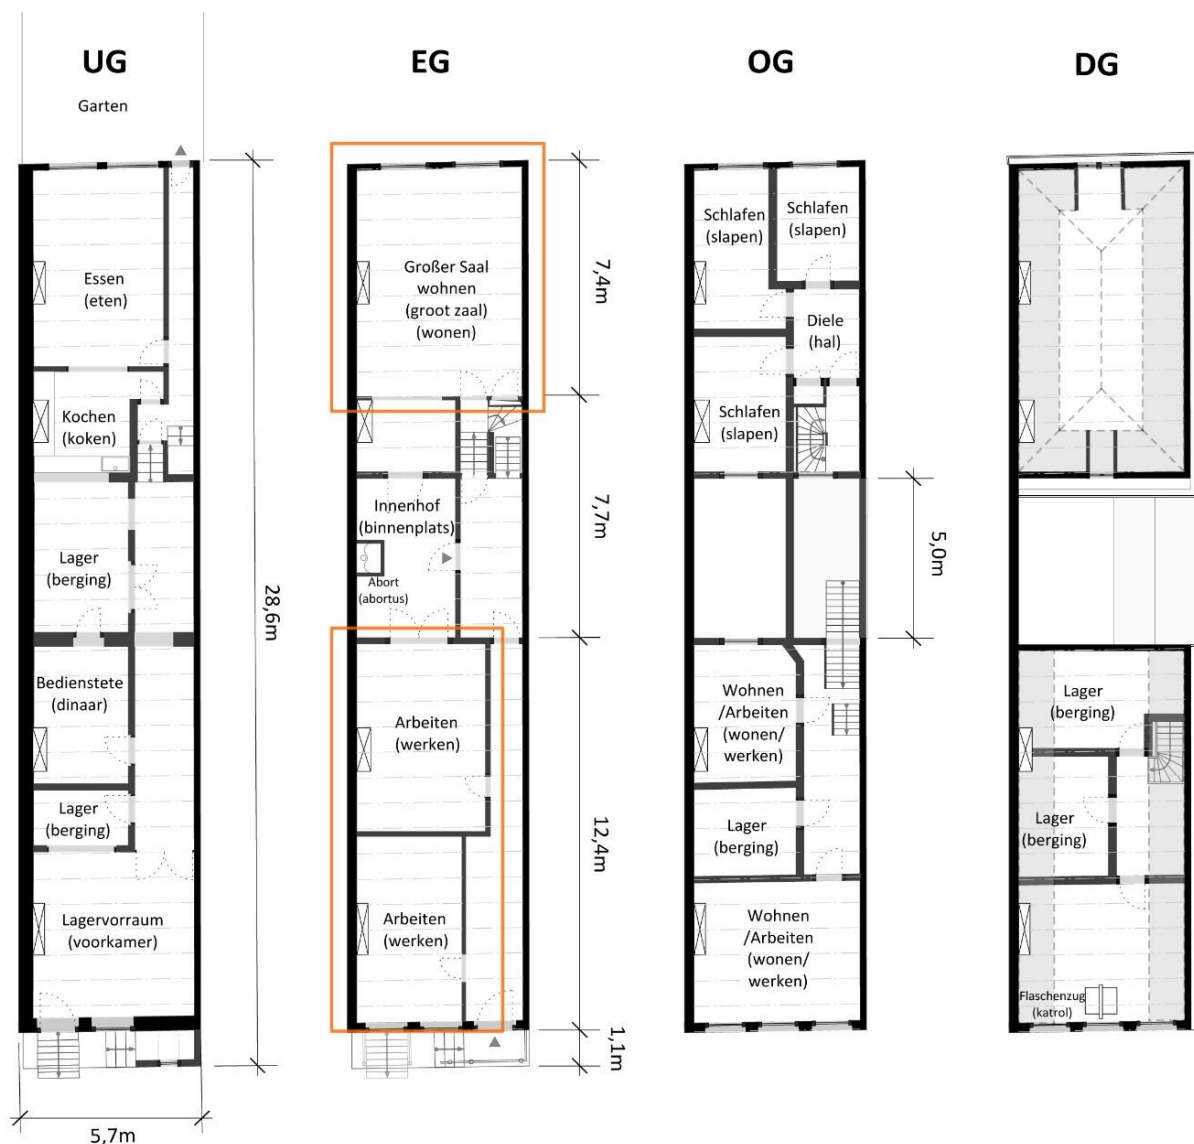 UG
Garten
Essen
(eten)
Kochen
(koken)
Lager
(berging)
Bedienstete
(dinaar)
Lager
(berging)
Lagervorraum
(voorkamer)
5,7m
28,6m
EG
Großer Saal
wohnen
(groot zaal)
(wonen)
Innenhof
(binnenplats)
Abort
(abortus)
Arbeiten
(werken)
Arbeiten
(werken)
7,4m
7,7m
12,4m
1,1m
OG
Schlafen
(slapen)
Schlafen
(slapen)
Diele
(hal)
Schlafen
(slapen)
Wohnen
/Arbeiten
(wonen/
werken)
Lager
(berging)
Wohnen
/Arbeiten
(wonen/
werken)
5,0m
DG
Lager
(berging)
Lager
(berging)
Flaschenzug
(katrol)